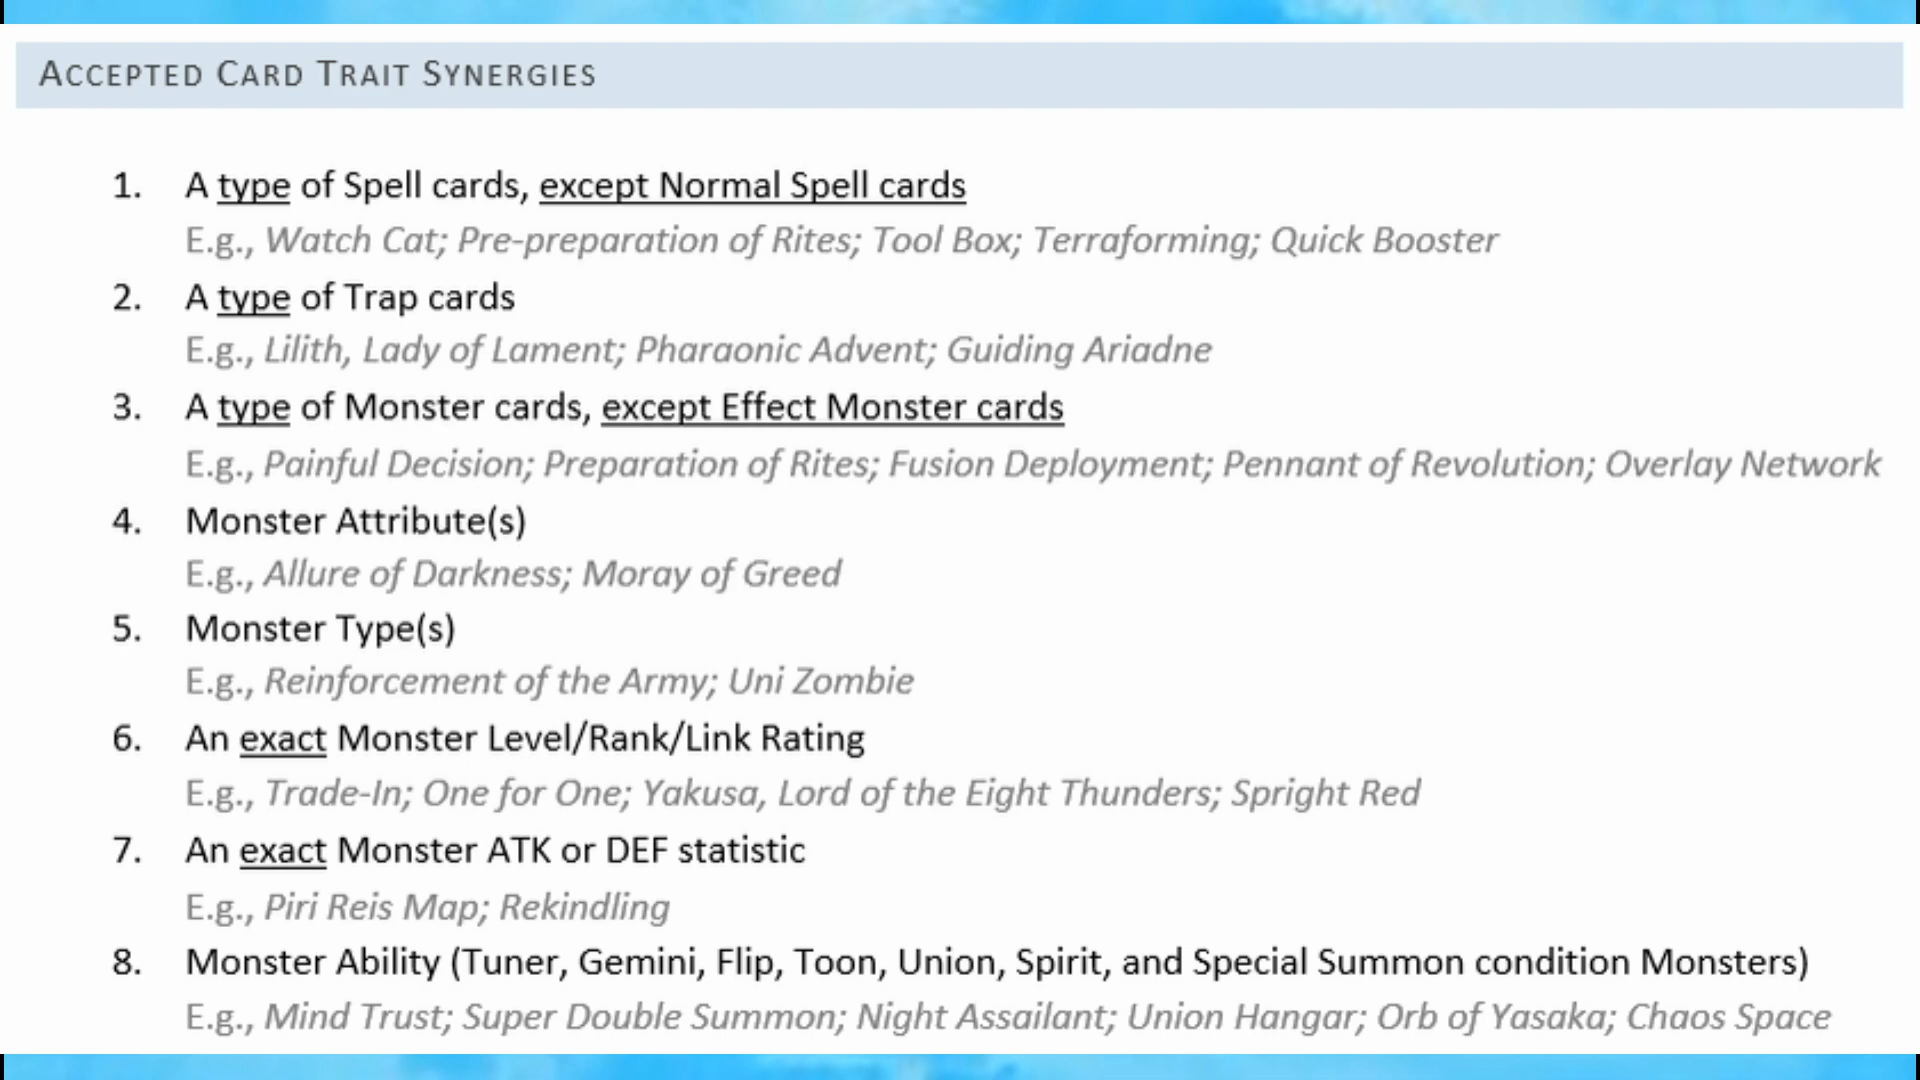 ACCEPTED CARD TRAIT SYNERGIES
1. A type of Spell cards, except Normal Spell cards
E.g., Watch Cat; Pre-preparation of Rites; Tool Box; Terraforming; Quick Booster
2. A type of Trap cards
E.g., Lilith, Lady of Lament; Pharaonic Advent; Guiding Ariadne
3. A type of Monster cards, except Effect Monster cards
E.g., Painful Decision; Preparation of Rites; Fusion Deployment; Pennant of Revolution; Overlay Network
4. Monster Attribute(s)
E.g., Allure of Darkness; Moray of Greed
5. Monster Type(s)
E.g., Reinforcement of the Army; Uni Zombie
6. An exact Monster Level/Rank/Link Rating
E.g., Trade-In; One for One; Yakusa, Lord of the Eight Thunders; Spright Red
7. An exact Monster ATK or DEF statistic
E.g., Piri Reis Map; Rekindling
8. Monster Ability (Tuner, Gemini, Flip, Toon, Union, Spirit, and Special Summon condition Monsters)
E.g., Mind Trust; Super Double Summon; Night Assailant; Union Hangar; Orb of Yasaka; Chaos Space